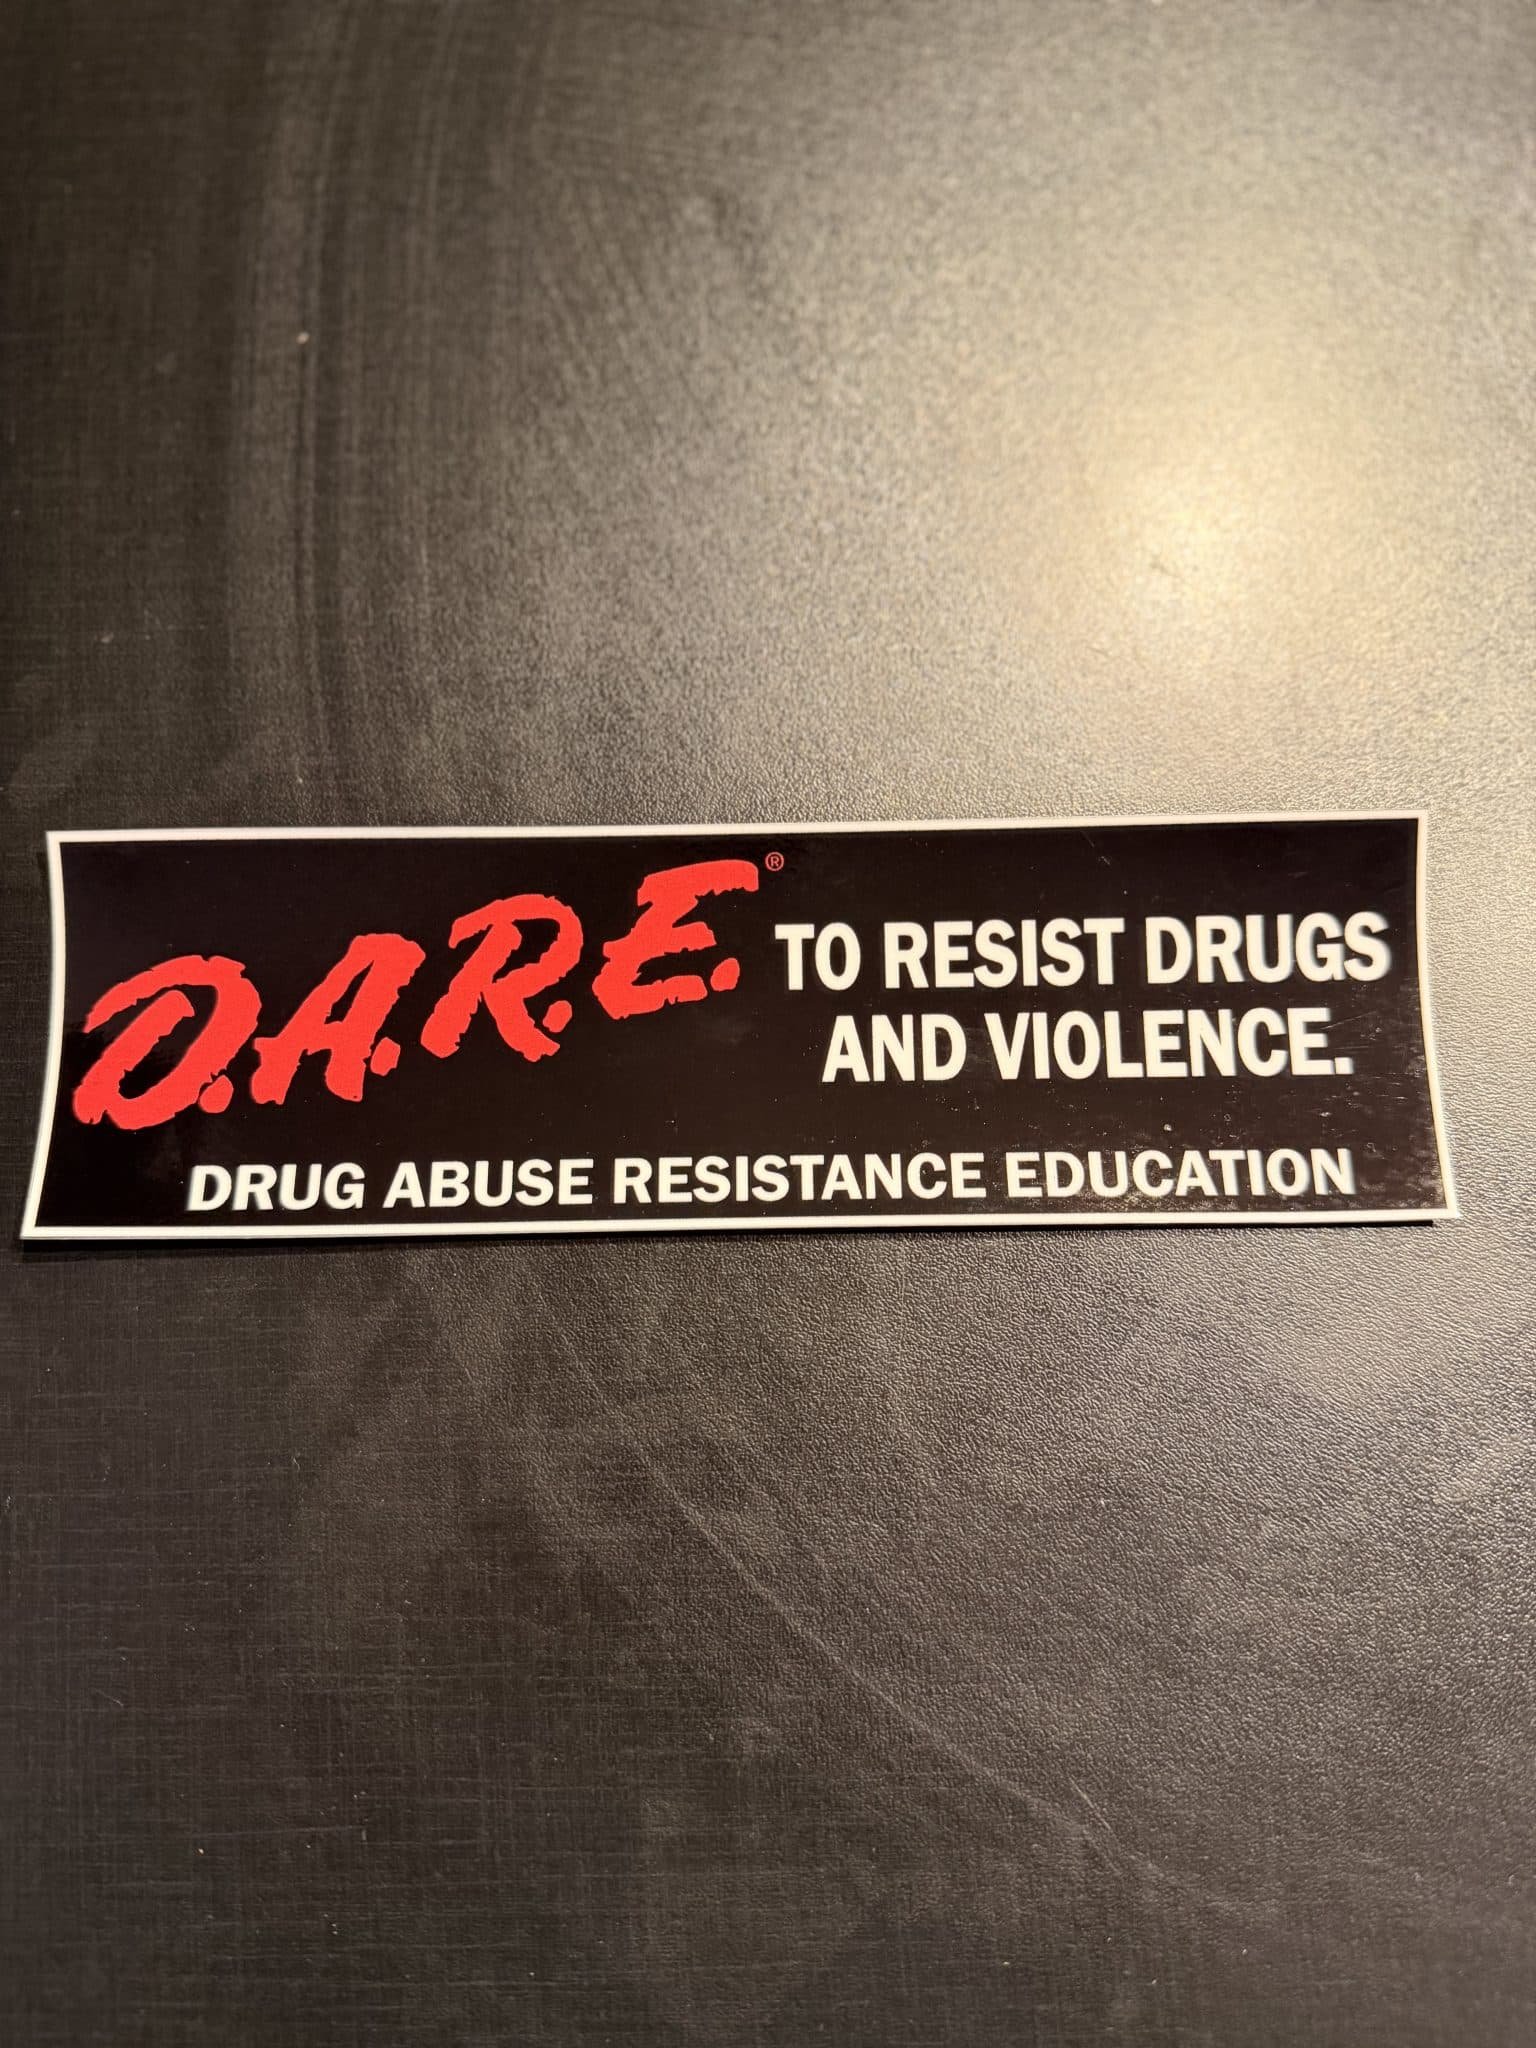 D.A.R.E.®
TO RESIST DRUGS
AND VIOLENCE.
DRUG ABUSE RESISTANCE EDUCATION